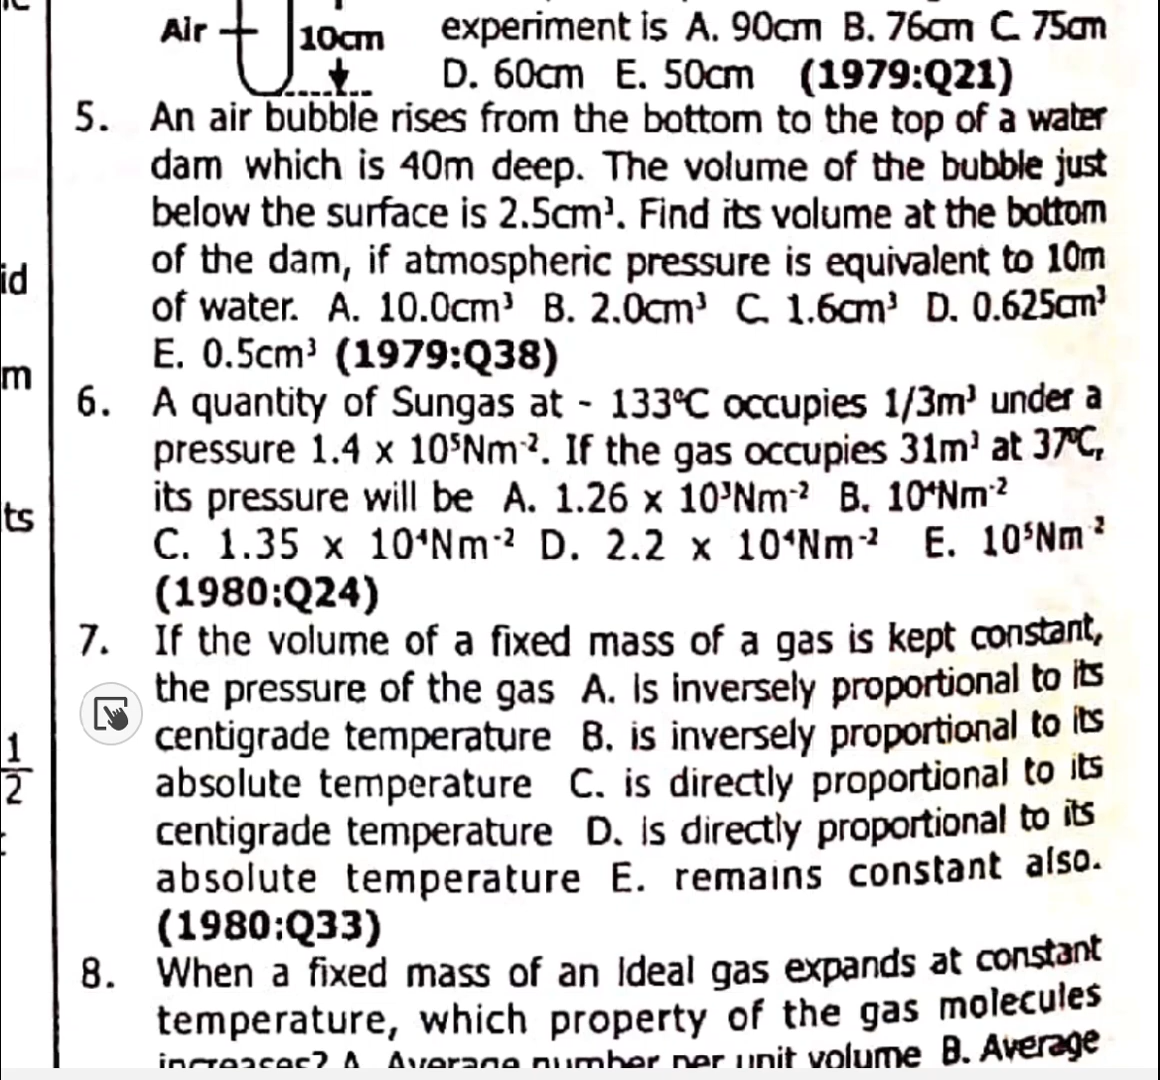 Air 10cm experiment is A. 90cm B. 76cm C. 75cm
D. 60cm E. 50cm (1979:Q21)
5. An air bubble rises from the bottom to the top of a water
dam which is 40m deep. The volume of the bubble just
below the surface is 2.5cm³. Find its volume at the bottom
id of the dam, if atmospheric pressure is equivalent to 10m
of water. A. 10.0cm³ B. 2.0cm³ C. 1.6cm³ D. 0.625cm³
m E. 0.5cm³ (1979:Q38)
6. A quantity of Sungas at - 133°C occupies 1/3m³ under a
pressure 1.4 x 10⁵Nm⁻². If the gas occupies 31m³ at 37°C,
ts its pressure will be A. 1.26 x 10³Nm⁻² B. 10⁴Nm⁻²
C. 1.35 x 10⁴Nm⁻² D. 2.2 x 10⁴Nm⁻² E. 10⁵Nm⁻²
(1980:Q24)
7. If the volume of a fixed mass of a gas is kept constant,
the pressure of the gas A. is inversely proportional to its
1/2 centigrade temperature B. is inversely proportional to its
absolute temperature C. is directly proportional to its
centigrade temperature D. is directly proportional to its
absolute temperature E. remains constant also.
(1980:Q33)
8. When a fixed mass of an ideal gas expands at constant
temperature, which property of the gas molecules
increases? A. Average number per unit volume B. Average